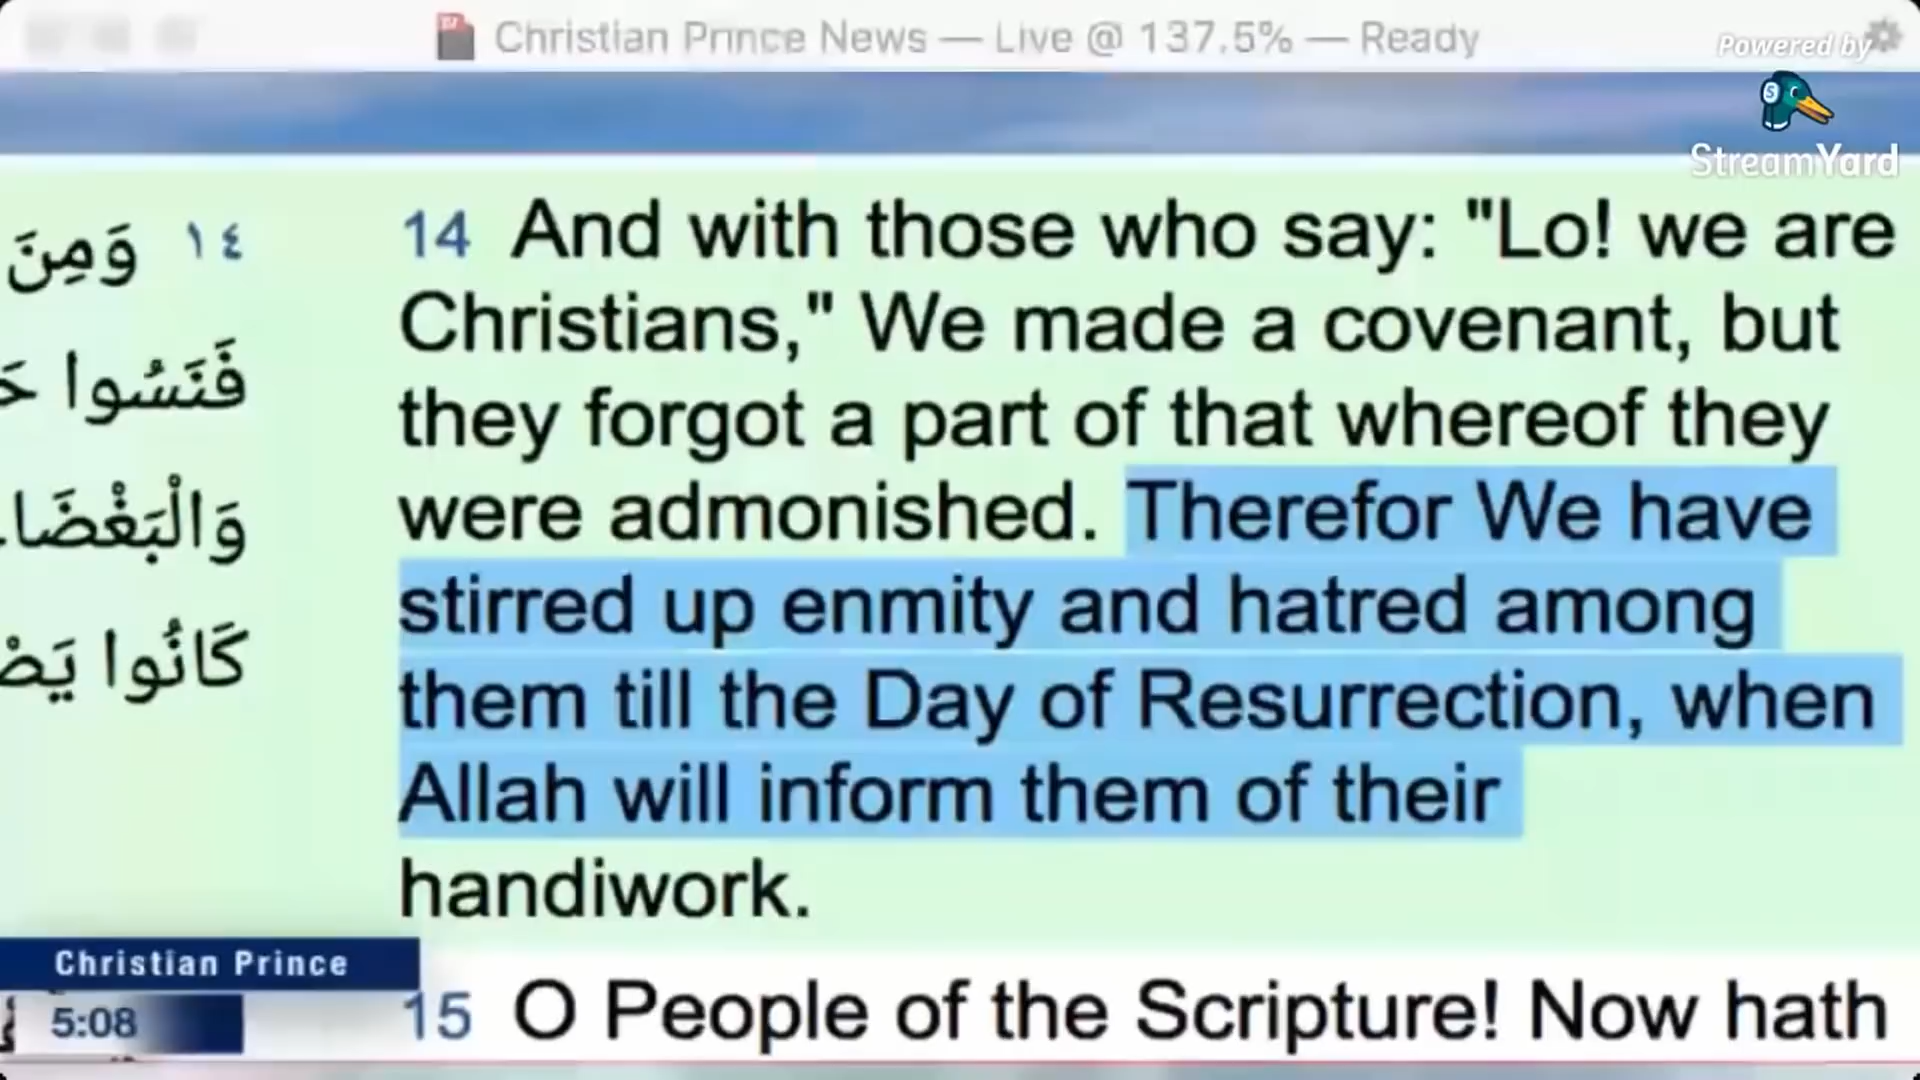 Christian Prince News — Live @ 137.5% — Ready
Powered by
StreamYard
١٤ وَمِنَ
فَنَسُوا
كَانُوا
14 And with those who say: "Lo! we are
Christians," We made a covenant, but
they forgot a part of that whereof they
were admonished. Therefor We have
stirred up enmity and hatred among
them till the Day of Resurrection, when
Allah will inform them of their
handiwork.
15 O People of the Scripture! Now hath
Christian Prince
5:08